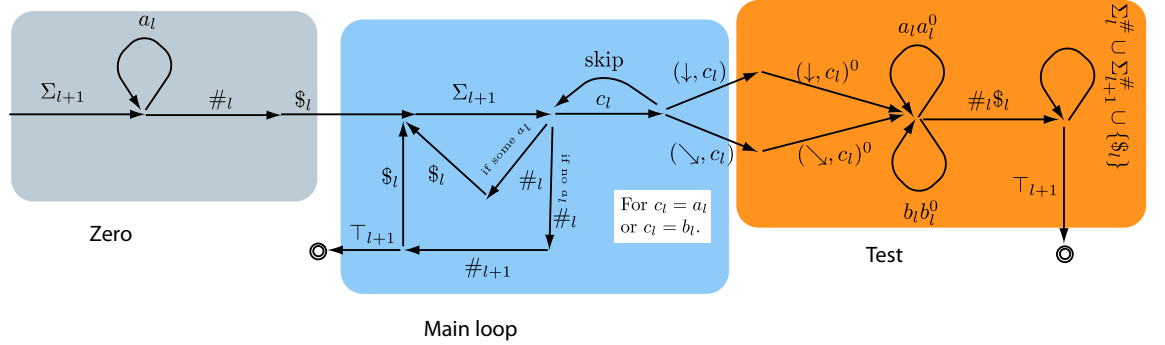 Σ_{l+1}
a_l
#_l
$_l
Zero
Σ_{l+1}
skip
c_l
if some a_l
if no a_l
$_l
$_l
#_l
#_l
⊤_{l+1}
#_{l+1}
For c_l = a_l
or c_l = b_l.
Main loop
(↓, c_l)
(↘, c_l)
(↓, c_l)^0
(↘, c_l)^0
a_l a_l^0
b_l b_l^0
#_l $_l
Σ_l^# ∪ Σ_{l+1}^# ∪ {$_l}
⊤_{l+1}
Test